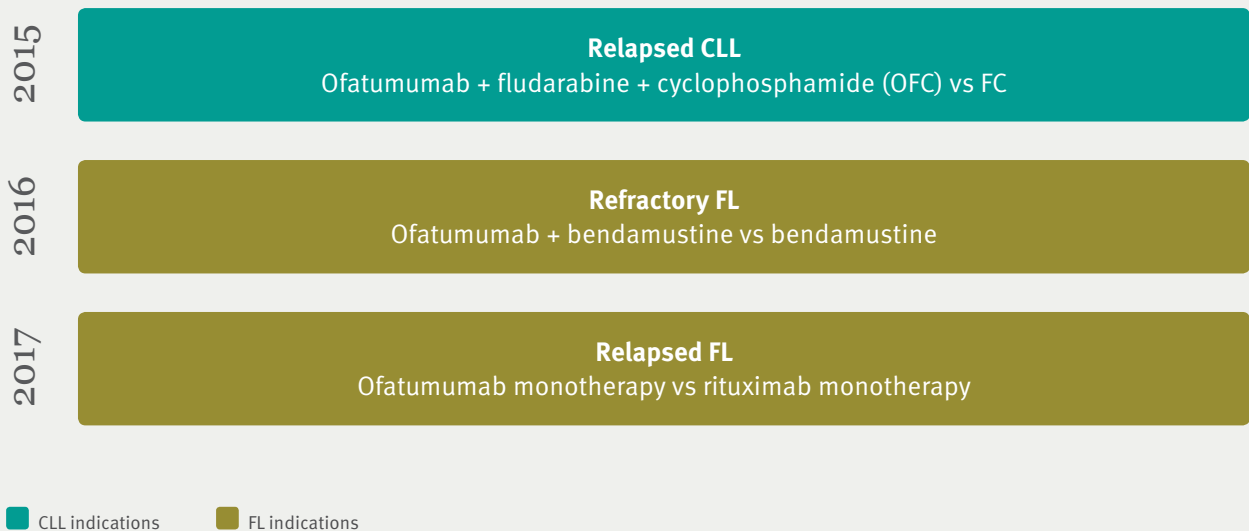 2015
Relapsed CLL
Ofatumumab + fludarabine + cyclophosphamide (OFC) vs FC
2016
Refractory FL
Ofatumumab + bendamustine vs bendamustine
2017
Relapsed FL
Ofatumumab monotherapy vs rituximab monotherapy
CLL indications
FL indications